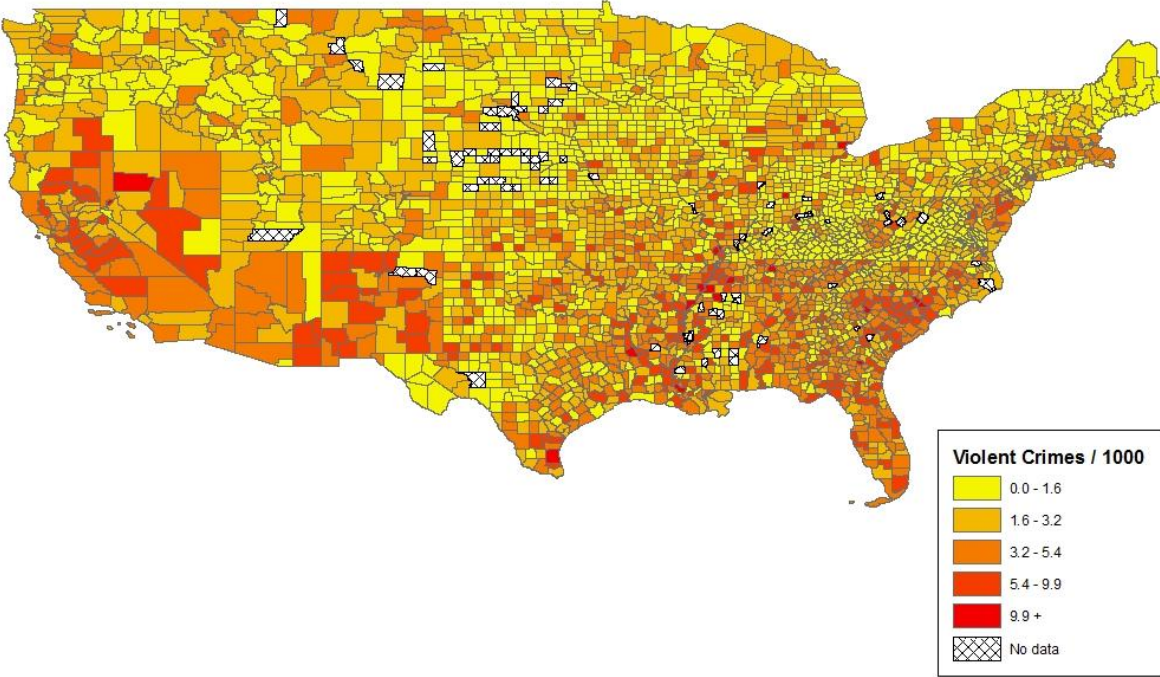 Violent Crimes / 1000
0.0 - 1.6
1.6 - 3.2
3.2 - 5.4
5.4 - 9.9
9.9 +
No data